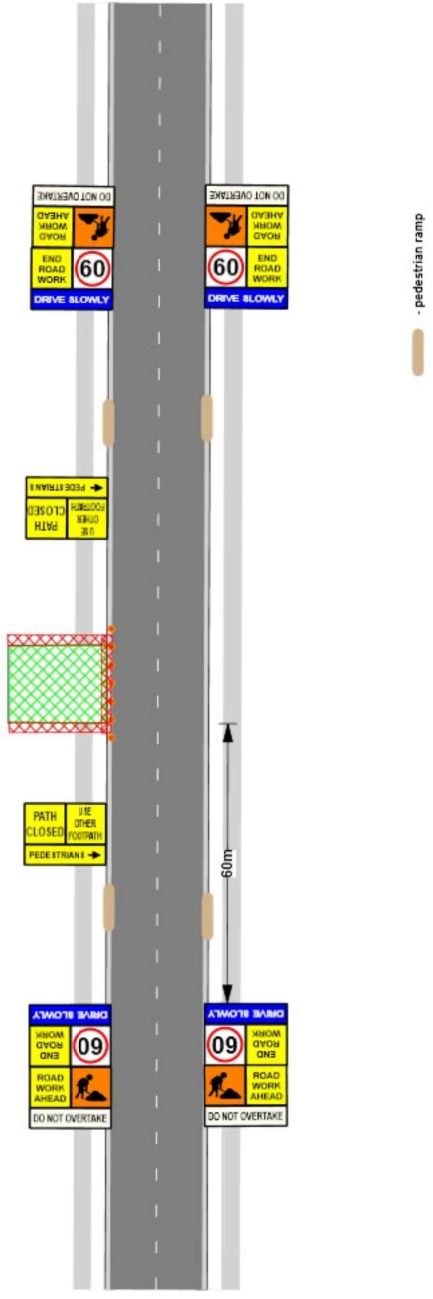 DO NOT OVERTAKE
ROAD
WORK
AHEAD
END
ROAD
WORK
60
DRIVE SLOWLY
DO NOT OVERTAKE
ROAD
WORK
AHEAD
60
END
ROAD
WORK
DRIVE SLOWLY
- pedestrian ramp
PEDESTRIANS
PATH
CLOSED
USE
OTHER
FOOTPATH
PATH
CLOSED
USE
OTHER
FOOTPATH
PEDESTRIANS
60m
DRIVE SLOWLY
END
ROAD
WORK
60
ROAD
WORK
AHEAD
DO NOT OVERTAKE
DRIVE SLOWLY
60
END
ROAD
WORK
ROAD
WORK
AHEAD
DO NOT OVERTAKE